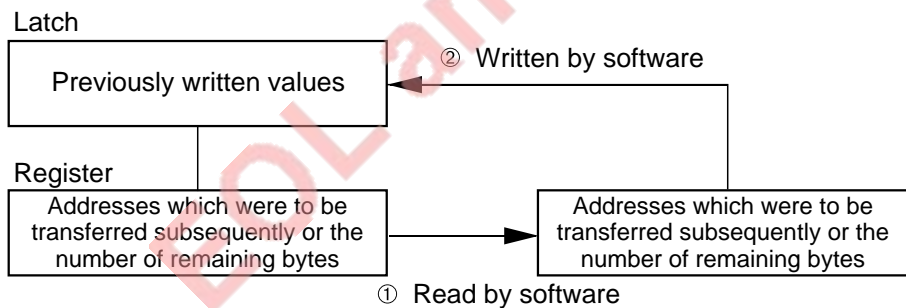 Latch
Previously written values
② Written by software
Register
Addresses which were to be
transferred subsequently or the
number of remaining bytes
Addresses which were to be
transferred subsequently or the
number of remaining bytes
① Read by software
EOL an